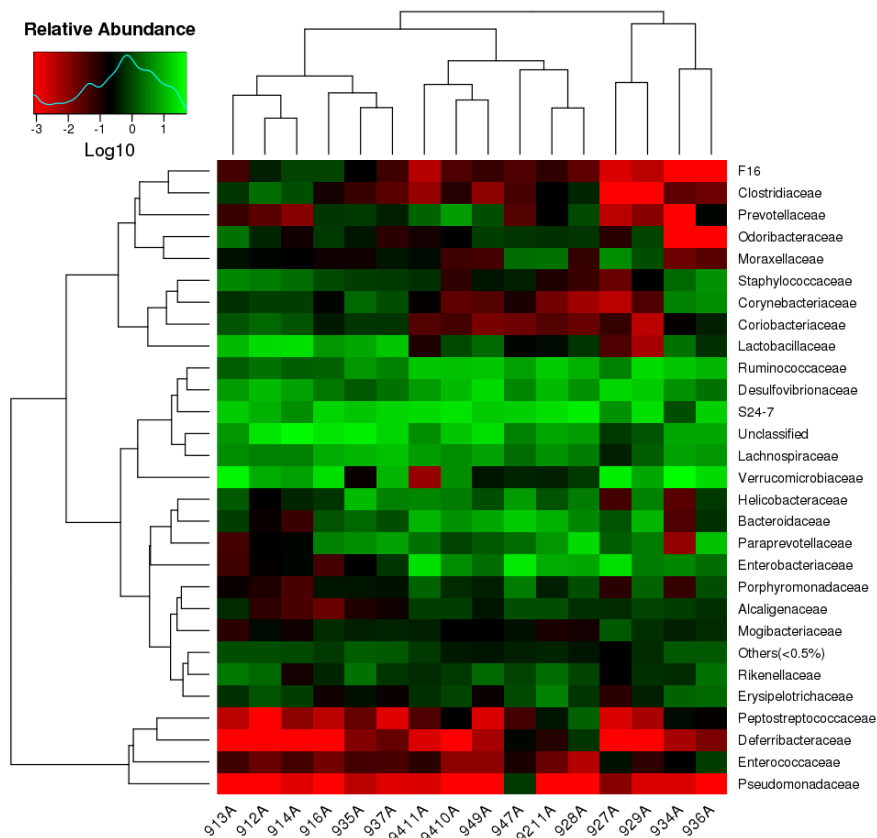 Relative Abundance
-3 -2 -1 0 1
Log10
F16
Clostridiaceae
Prevotellaceae
Odoribacteraceae
Moraxellaceae
Staphylococcaceae
Corynebacteriaceae
Coriobacteriaceae
Lactobacillaceae
Ruminococcaceae
Desulfovibrionaceae
S24-7
Unclassified
Lachnospiraceae
Verrucomicrobiaceae
Helicobacteraceae
Bacteroidaceae
Paraprevotellaceae
Enterobacteriaceae
Porphyromonadaceae
Alcaligenaceae
Mogibacteriaceae
Others(<0.5%)
Rikenellaceae
Erysipelotrichaceae
Peptostreptococcaceae
Deferribacteraceae
Enterococcaceae
Pseudomonadaceae
913A 912A 914A 916A 935A 937A 9411A 9410A 949A 947A 9211A 928A 927A 929A 934A 936A